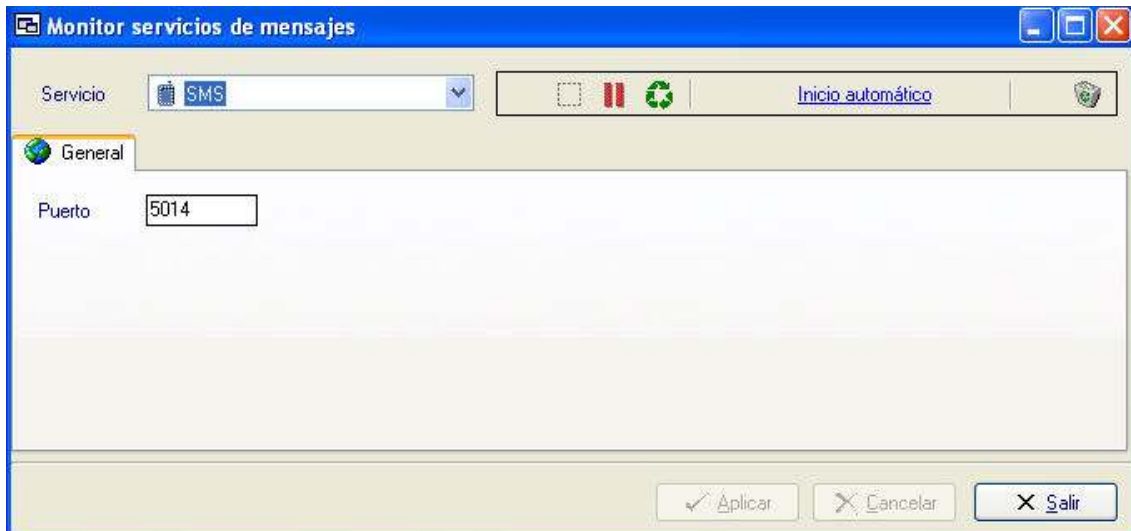 Monitor servicios de mensajes
Servicio SMS Inicio automático
General
Puerto 5014
Aplicar Cancelar Salir